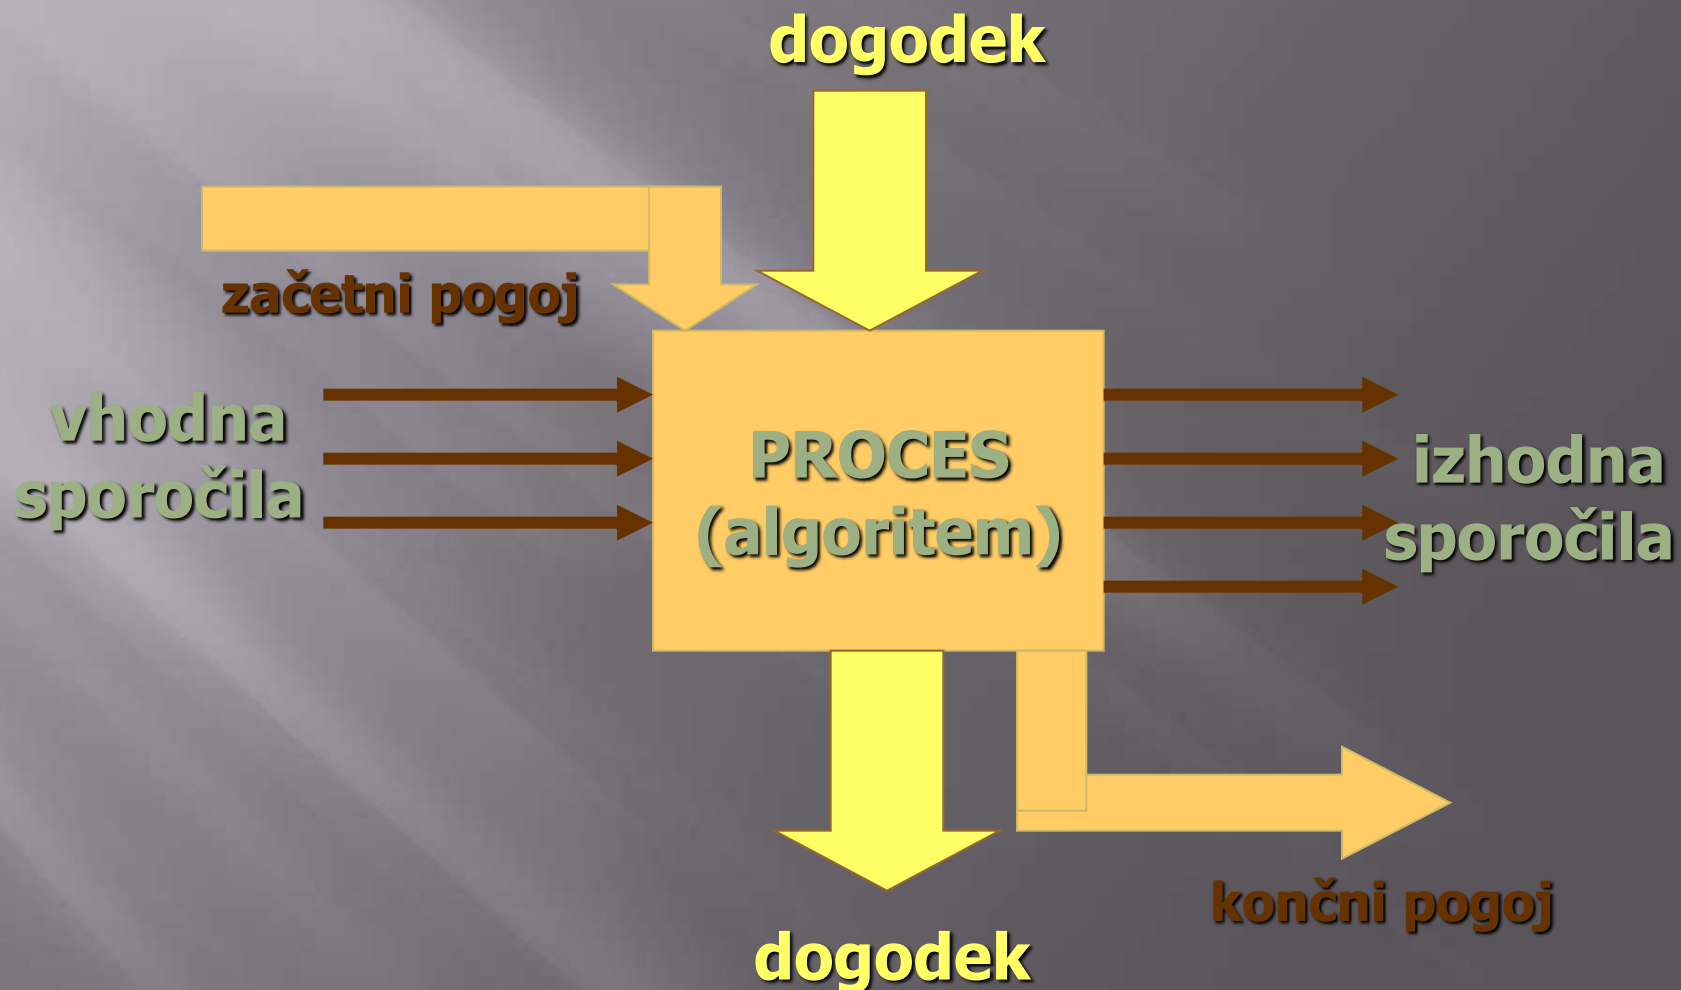 dogodek
začetni pogoj
vhodna
sporočila
PROCES
(algoritem)
izhodna
sporočila
končni pogoj
dogodek